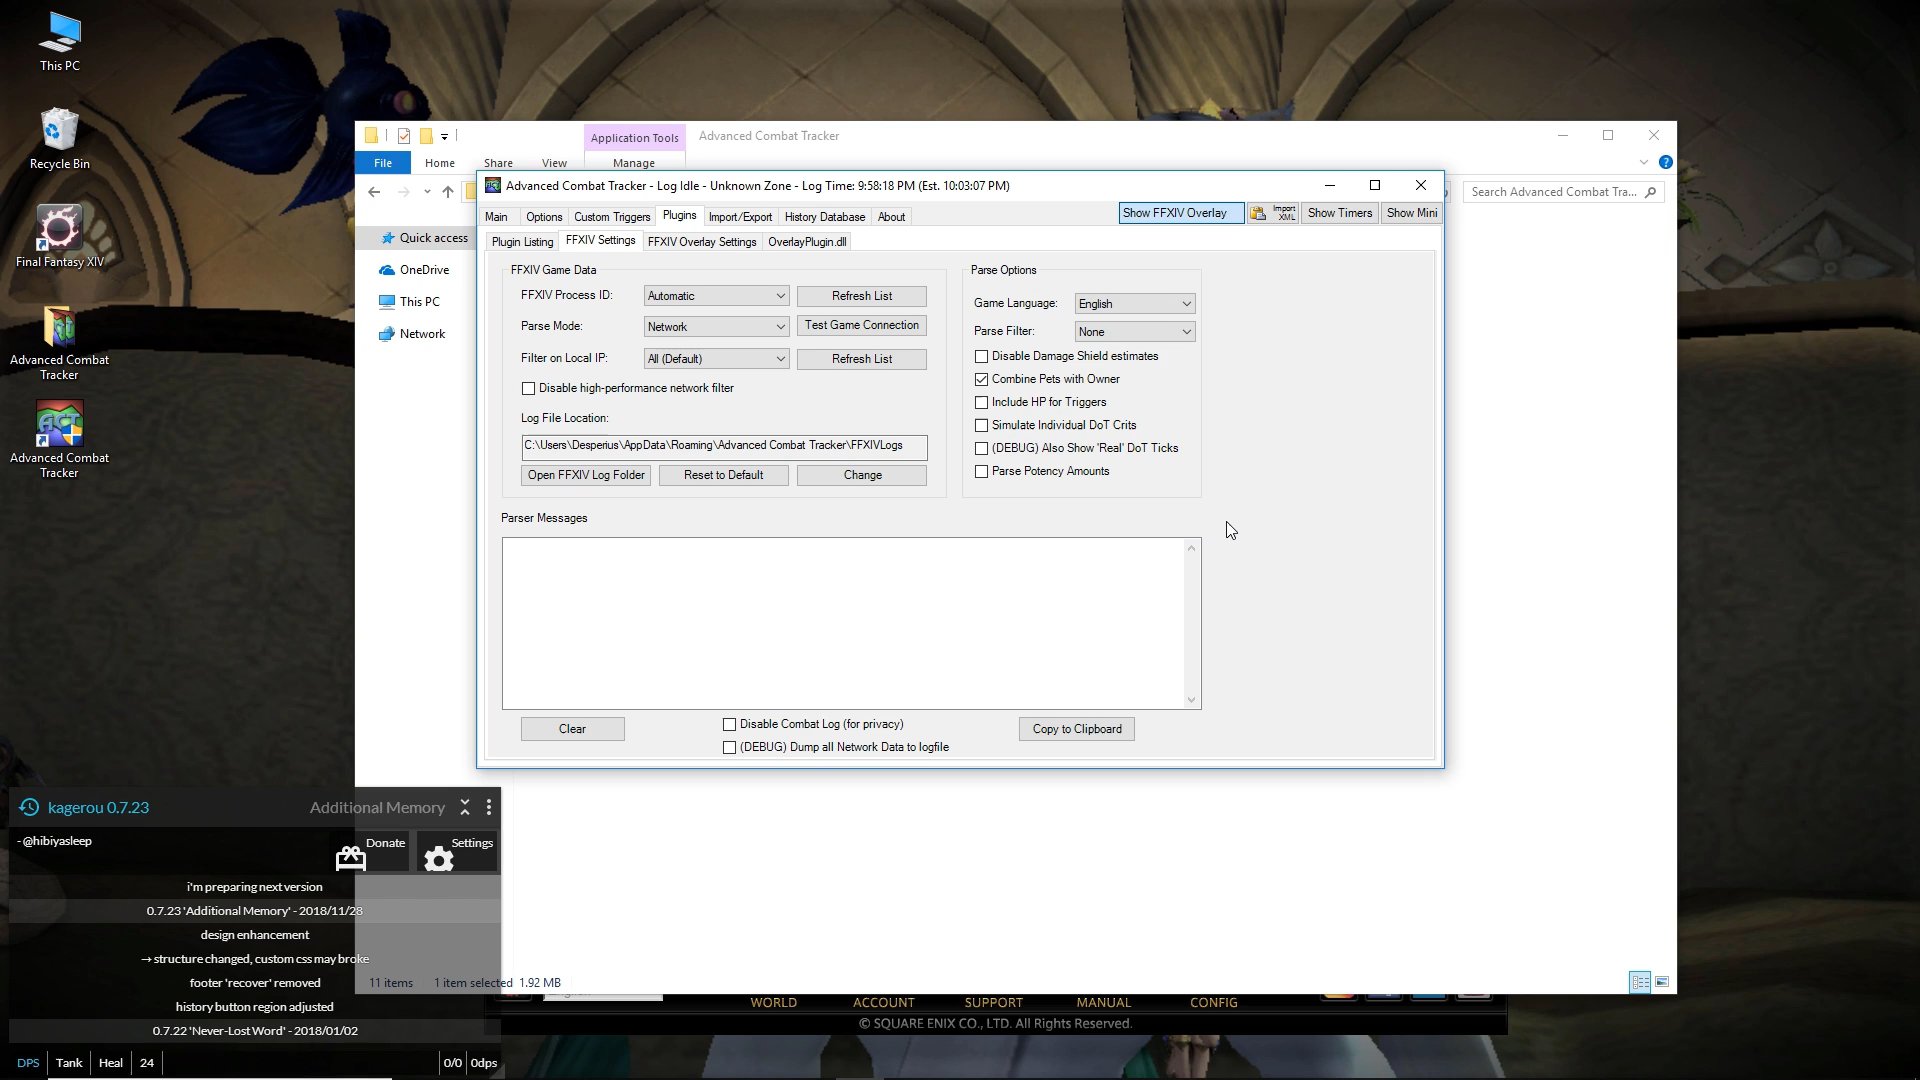 This PC
Recycle Bin
Final Fantasy XIV
Advanced Combat
Tracker
ACT
Advanced Combat
Tracker
Application Tools
Advanced Combat Tracker
File
Home
Share
View
Manage
Search Advanced Combat Tra...
Quick access
OneDrive
This PC
Network
Advanced Combat Tracker - Log Idle - Unknown Zone - Log Time: 9:58:18 PM (Est. 10:03:07 PM)
Main
Options
Custom Triggers
Plugins
Import/Export
History Database
About
Show FFXIV Overlay
Import
XML
Show Timers
Show Mini
Plugin Listing
FFXIV Settings
FFXIV Overlay Settings
OverlayPlugin.dll
FFXIV Game Data
FFXIV Process ID:
Automatic
Refresh List
Parse Mode:
Network
Test Game Connection
Filter on Local IP:
All (Default)
Refresh List
Disable high-performance network filter
Log File Location:
C:\Users\Desperius\AppData\Roaming\Advanced Combat Tracker\FFXIVLogs
Open FFXIV Log Folder
Reset to Default
Change
Parse Options
Game Language:
English
Parse Filter:
None
Disable Damage Shield estimates
Combine Pets with Owner
Include HP for Triggers
Simulate Individual DoT Crits
(DEBUG) Also Show 'Real' DoT Ticks
Parse Potency Amounts
Parser Messages
Clear
Disable Combat Log (for privacy)
(DEBUG) Dump all Network Data to logfile
Copy to Clipboard
kagerou 0.7.23
Additional Memory
- @hibiyasleep
Donate
Settings
i'm preparing next version
0.7.23 'Additional Memory' - 2018/11/28
design enhancement
→ structure changed, custom css may broke
footer 'recover' removed
history button region adjusted
0.7.22 'Never-Lost Word' - 2018/01/02
DPS
Tank
Heal
24
0/0
0dps
11 items
1 item selected 1.92 MB
WORLD
ACCOUNT
SUPPORT
MANUAL
CONFIG
© SQUARE ENIX CO., LTD. All Rights Reserved.